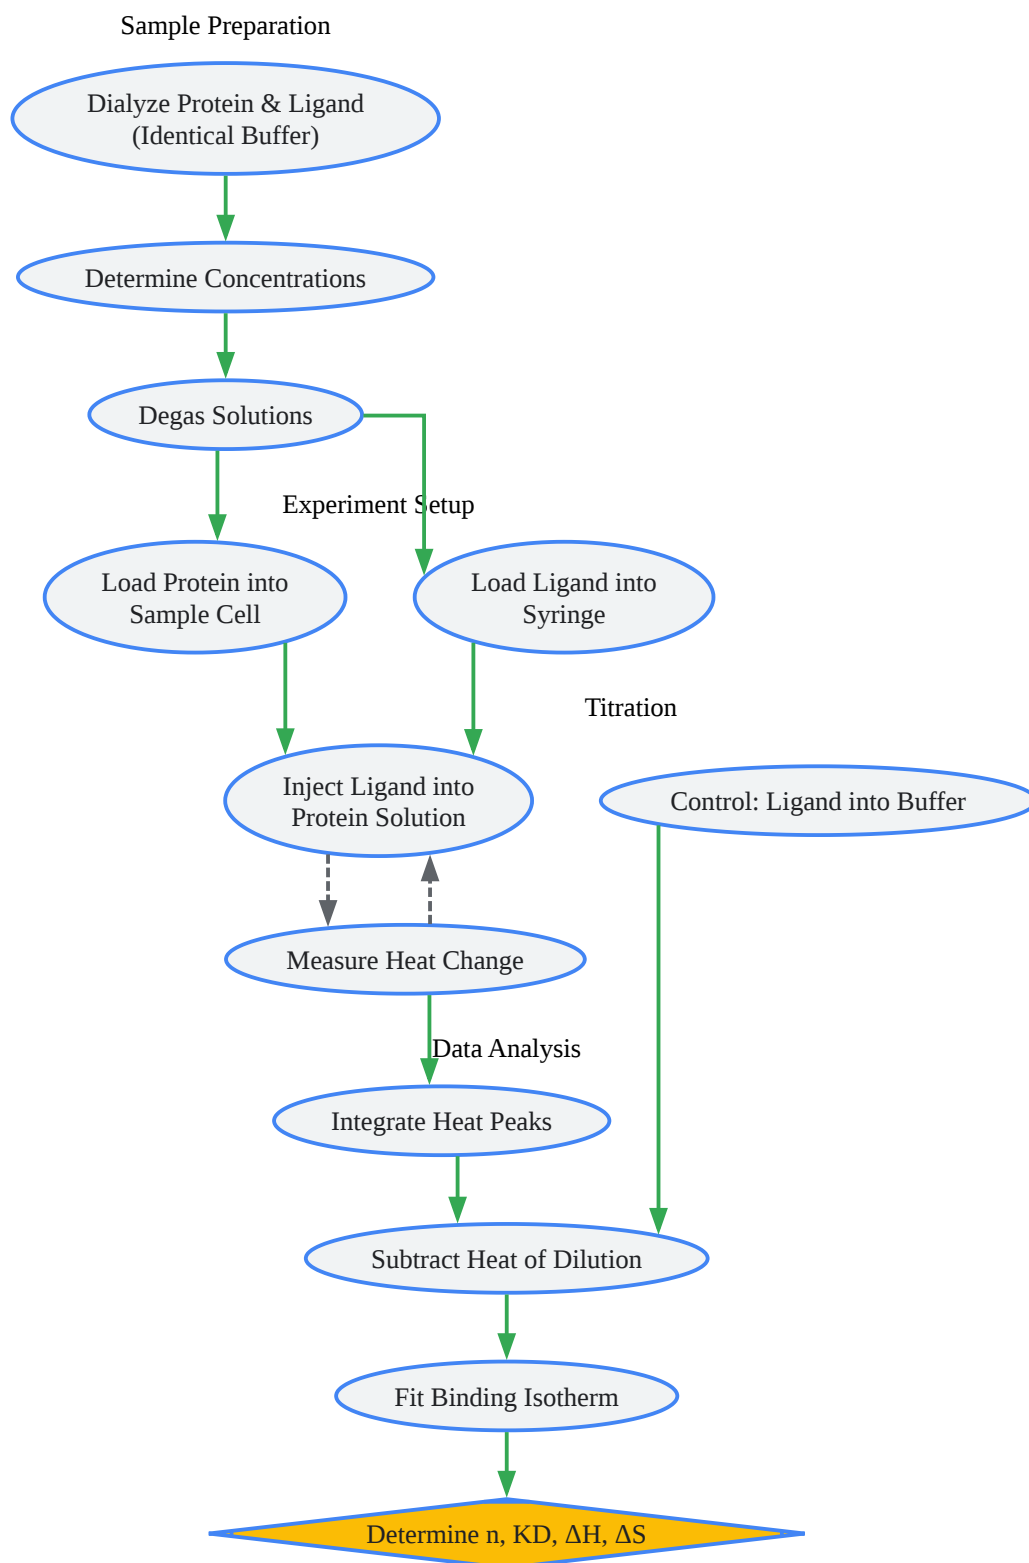 Sample Preparation
Dialyze Protein & Ligand
(Identical Buffer)
Determine Concentrations
Degas Solutions
Experiment Setup
Load Protein into
Sample Cell
Load Ligand into
Syringe
Titration
Inject Ligand into
Protein Solution
Control: Ligand into Buffer
Measure Heat Change
Data Analysis
Integrate Heat Peaks
Subtract Heat of Dilution
Fit Binding Isotherm
Determine n, KD, ΔH, ΔS